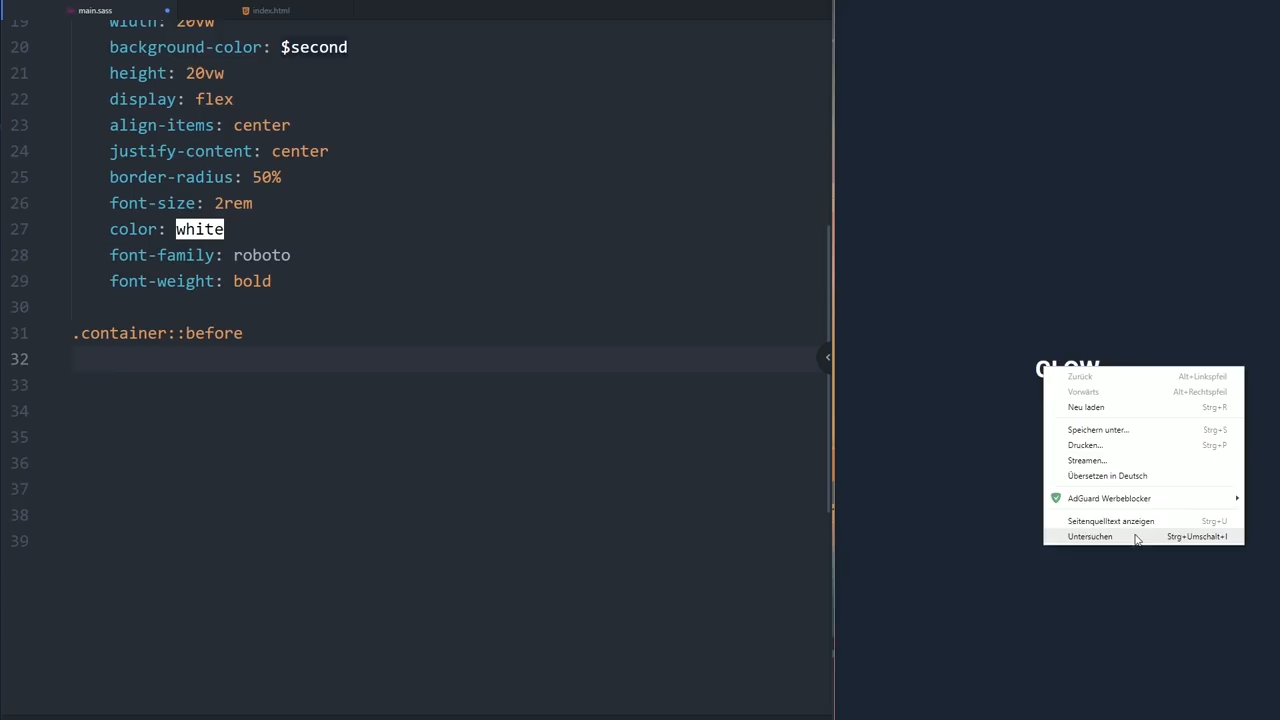 main.sass
index.html
19 width: 20vw
20 background-color: $second
21 height: 20vw
22 display: flex
23 align-items: center
24 justify-content: center
25 border-radius: 50%
26 font-size: 2rem
27 color: white
28 font-family: roboto
29 font-weight: bold
30
31 .container::before
32
33
34
35
36
37
38
39
GLOW
Zurück Alt+Linkspfeil
Vorwärts Alt+Rechtspfeil
Neu laden Strg+R
Speichern unter... Strg+S
Drucken... Strg+P
Streamen...
Übersetzen in Deutsch
AdGuard Werbeblocker
Seitenquelltext anzeigen Strg+U
Untersuchen Strg+Umschalt+I